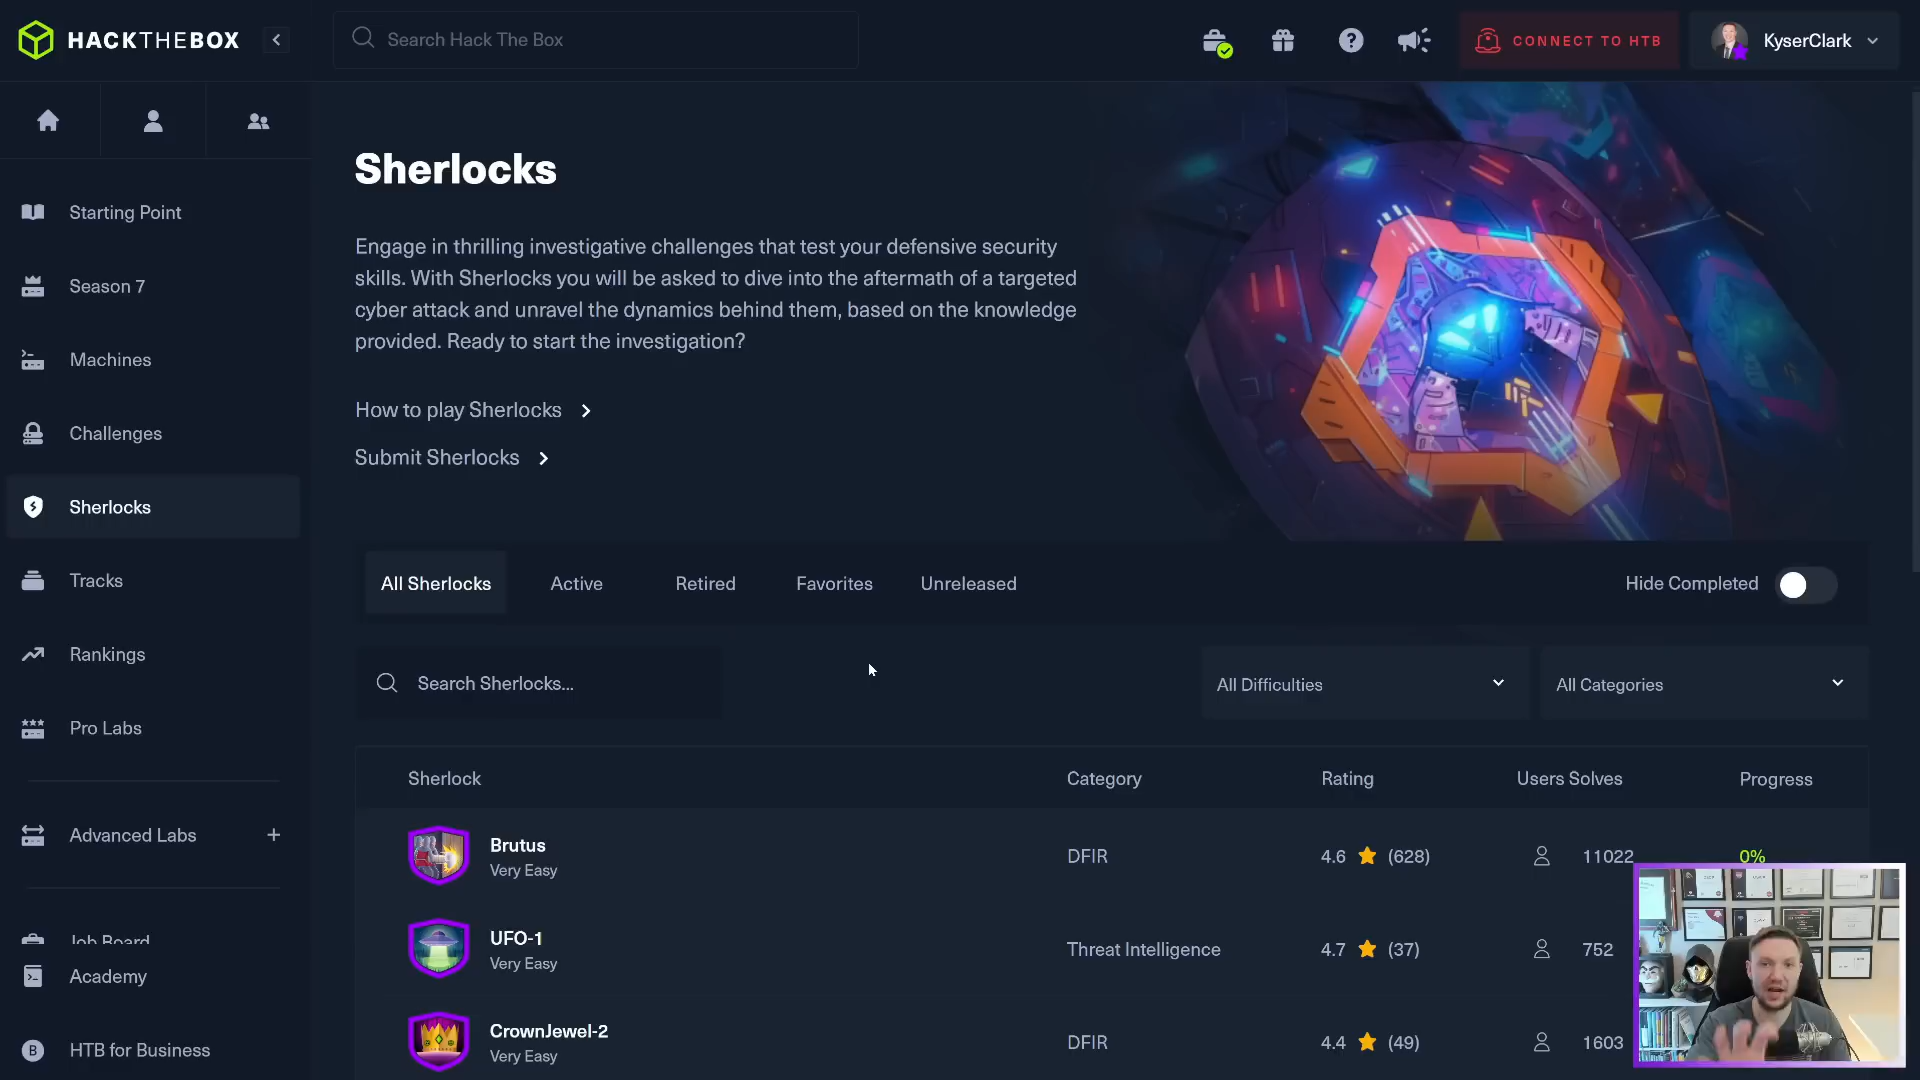 HACKTHEBOX
Search Hack The Box
CONNECT TO HTB
KyserClark
Starting Point
Season 7
Machines
Challenges
Sherlocks
Tracks
Rankings
Pro Labs
Advanced Labs
Job Board
Academy
B
HTB for Business
Sherlocks
Engage in thrilling investigative challenges that test your defensive security
skills. With Sherlocks you will be asked to dive into the aftermath of a targeted
cyber attack and unravel the dynamics behind them, based on the knowledge
provided. Ready to start the investigation?
How to play Sherlocks
Submit Sherlocks
All Sherlocks Active Retired Favorites Unreleased Hide Completed
Search Sherlocks... All Difficulties All Categories
Sherlock Category Rating Users Solves Progress
Brutus
Very Easy
DFIR 4.6 (628) 11022 0%
UFO-1
Very Easy
Threat Intelligence 4.7 (37) 752
CrownJewel-2
Very Easy
DFIR 4.4 (49) 1603